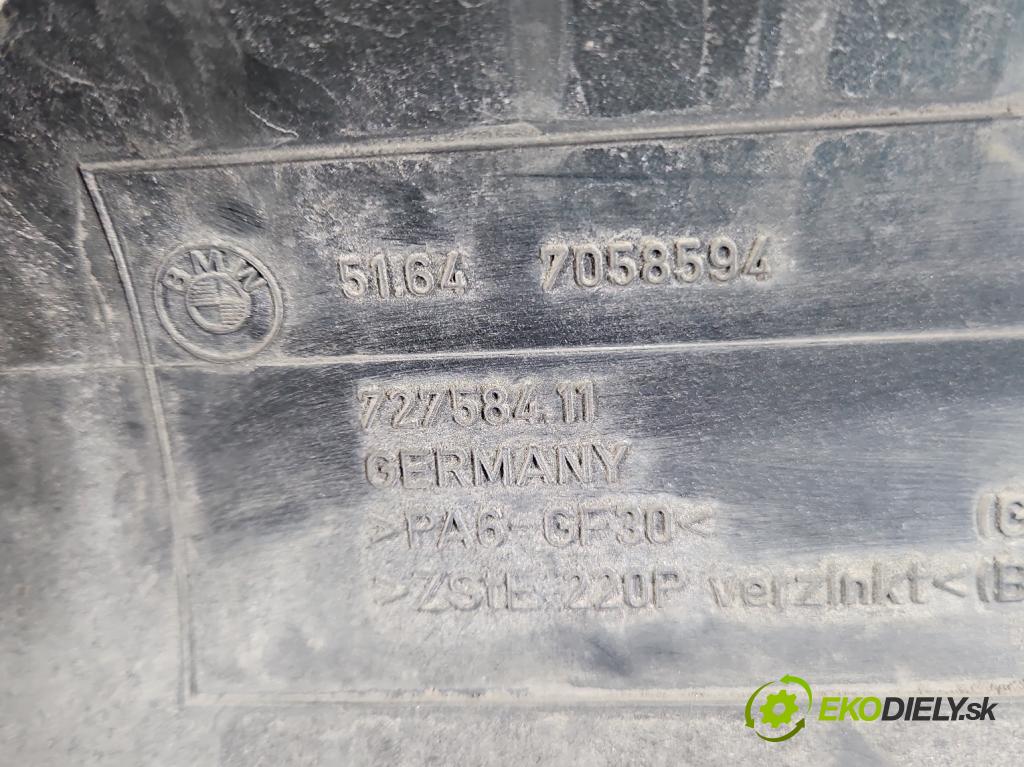 BMW 51.64 7058594
727584.11
GERMANY
>PA6-GF30< (G
>ZStE 220P verzinkt< (B
EKODIELY.sk